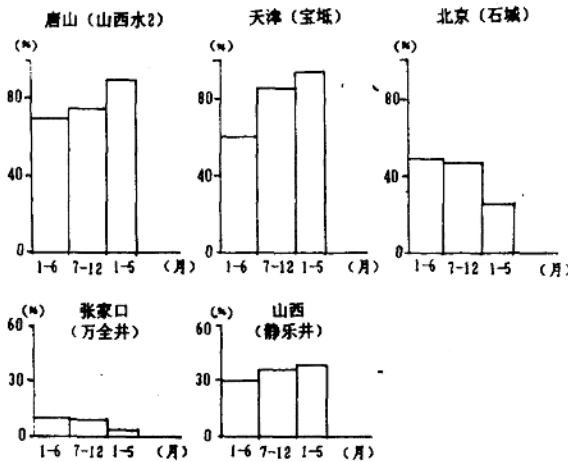 唐山（山西水2）
天津（宝坻）
北京（石城）
(%)
80
40
0
1-6 7-12 1-5 （月）
(%)
80
40
0
1-6 7-12 1-5 （月）
(%)
80
40
0
1-6 7-12 1-5 （月）
张家口
（万全井）
(%)
60
30
0
1-6 7-12 1-5 （月）
山西
（静乐井）
(%)
60
30
0
1-6 7-12 1-5 （月）